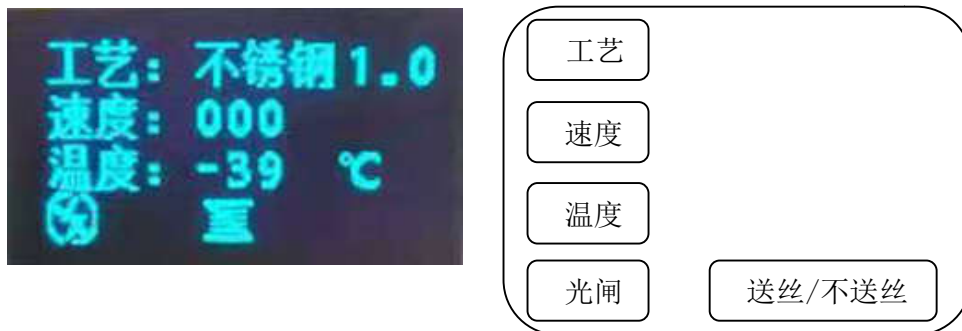 工艺：不锈钢1.0
速度：000
温度：-39 ℃
工艺
速度
温度
光闸
送丝/不送丝